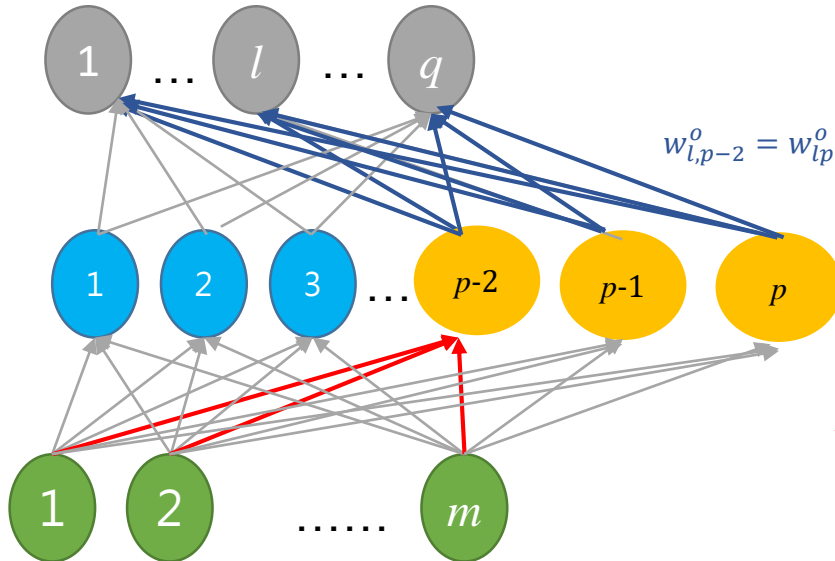 1 ... l ... q
w^o_{l,p-2} = w^o_{lp}
1 2 3 ... p-2 p-1 p
1 2 ...... m